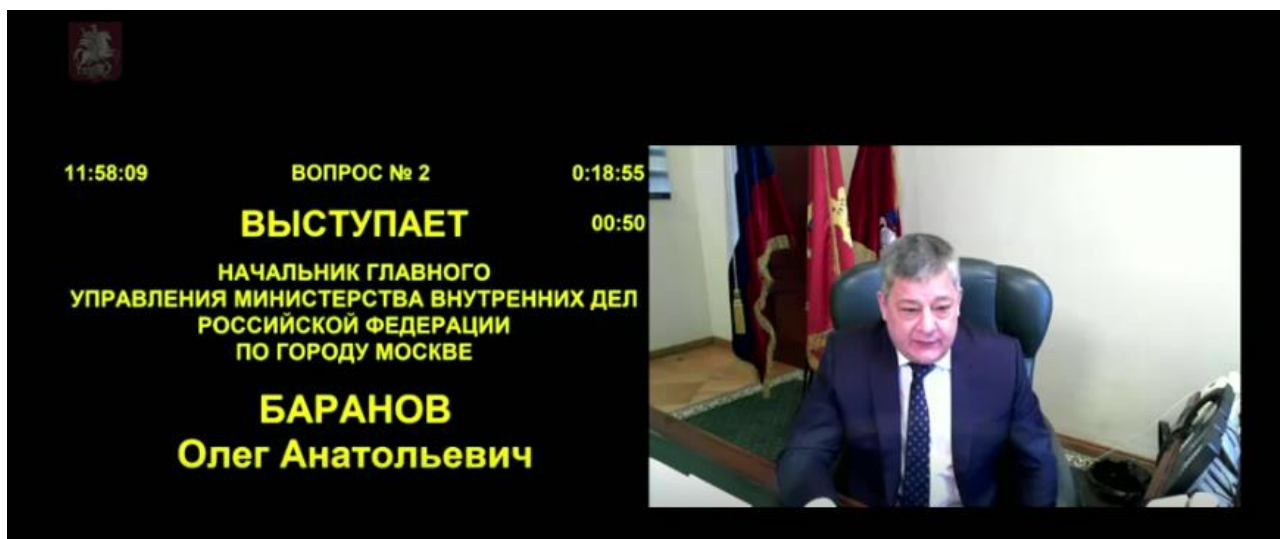 11:58:09 ВОПРОС № 2 0:18:55
ВЫСТУПАЕТ 00:50
НАЧАЛЬНИК ГЛАВНОГО
УПРАВЛЕНИЯ МИНИСТЕРСТВА ВНУТРЕННИХ ДЕЛ
РОССИЙСКОЙ ФЕДЕРАЦИИ
ПО ГОРОДУ МОСКВЕ
БАРАНОВ
Олег Анатольевич